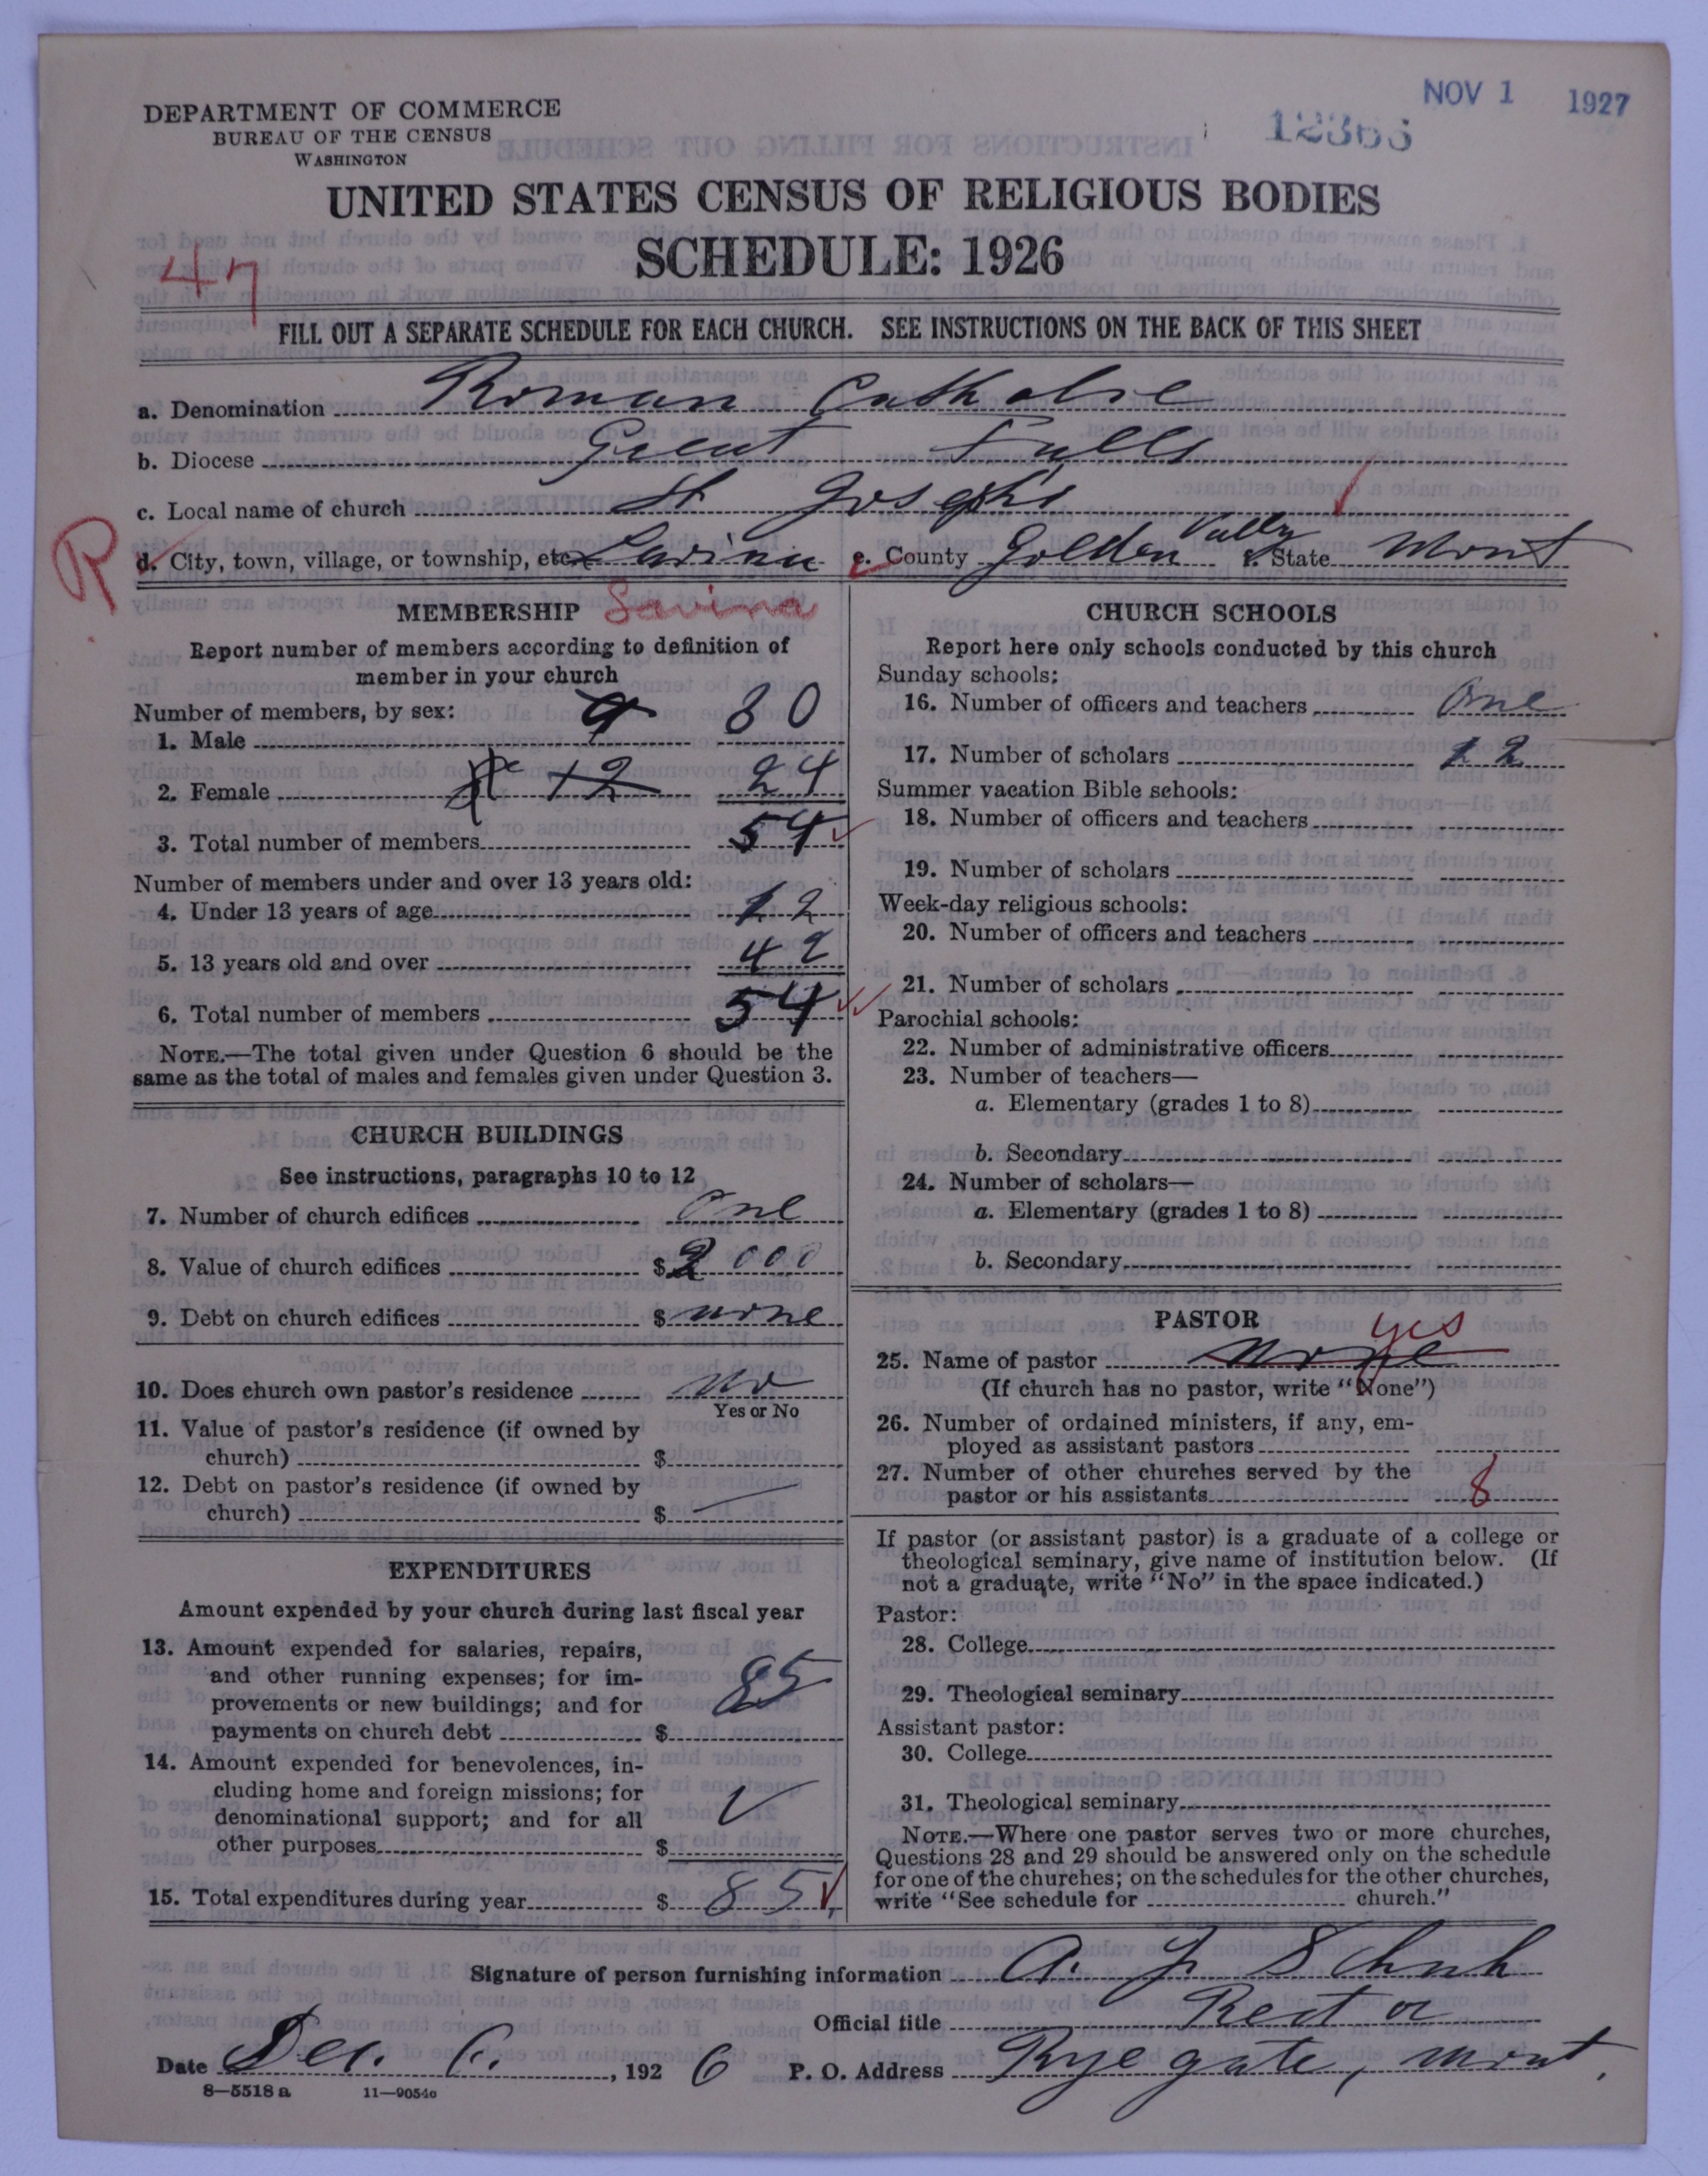 NOV 1 1927
DEPARTMENT OF COMMERCE
BUREAU OF THE CENSUS
WASHINGTON
UNITED STATES CENSUS OF RELIGIOUS BODIES
SCHEDULE: 1926
47
FILL OUT A SEPARATE SCHEDULE FOR EACH CHURCH. SEE INSTRUCTIONS ON THE BACK OF THIS SHEET
a. Denomination Roman Catholic
b. Diocese Great Falls
c. Local name of church St Joseph's
R
d. City, town, village, or township, etc. Lavina e. County Golden Vally f. State Mont
MEMBERSHIP Lavina
Report number of members according to definition of
member in your church
Number of members, by sex:
1. Male 9 30
2. Female 12 24
3. Total number of members 54
Number of members under and over 13 years old:
4. Under 13 years of age 12
5. 13 years old and over 42
6. Total number of members 54
NOTE.—The total given under Question 6 should be the
same as the total of males and females given under Question 3.
CHURCH BUILDINGS
See instructions, paragraphs 10 to 12
7. Number of church edifices One
8. Value of church edifices $ 2000
9. Debt on church edifices $ none
10. Does church own pastor's residence No
Yes or No
11. Value of pastor's residence (if owned by
church) $
12. Debt on pastor's residence (if owned by
church) $
EXPENDITURES
Amount expended by your church during last fiscal year
13. Amount expended for salaries, repairs,
and other running expenses; for im-
provements or new buildings; and for
payments on church debt $ 85
14. Amount expended for benevolences, in-
cluding home and foreign missions; for
denominational support; and for all
other purposes $
15. Total expenditures during year $ 85
CHURCH SCHOOLS
Report here only schools conducted by this church
Sunday schools:
16. Number of officers and teachers One
17. Number of scholars 12
Summer vacation Bible schools:
18. Number of officers and teachers
19. Number of scholars
Week-day religious schools:
20. Number of officers and teachers
21. Number of scholars
Parochial schools:
22. Number of administrative officers
23. Number of teachers—
a. Elementary (grades 1 to 8)
b. Secondary
24. Number of scholars—
a. Elementary (grades 1 to 8)
b. Secondary
PASTOR
yes
25. Name of pastor None
(If church has no pastor, write "None")
26. Number of ordained ministers, if any, em-
ployed as assistant pastors
27. Number of other churches served by the
pastor or his assistants 8
If pastor (or assistant pastor) is a graduate of a college or
theological seminary, give name of institution below. (If
not a graduate, write "No" in the space indicated.)
Pastor:
28. College
29. Theological seminary
Assistant pastor:
30. College
31. Theological seminary
NOTE.—Where one pastor serves two or more churches,
Questions 28 and 29 should be answered only on the schedule
for one of the churches; on the schedules for the other churches,
write "See schedule for church."
Signature of person furnishing information A. J. Schuh
Official title Rector
Date Dec. 6. , 1926 P. O. Address Ryegate, Mont.
8—5518 a 11—9054c